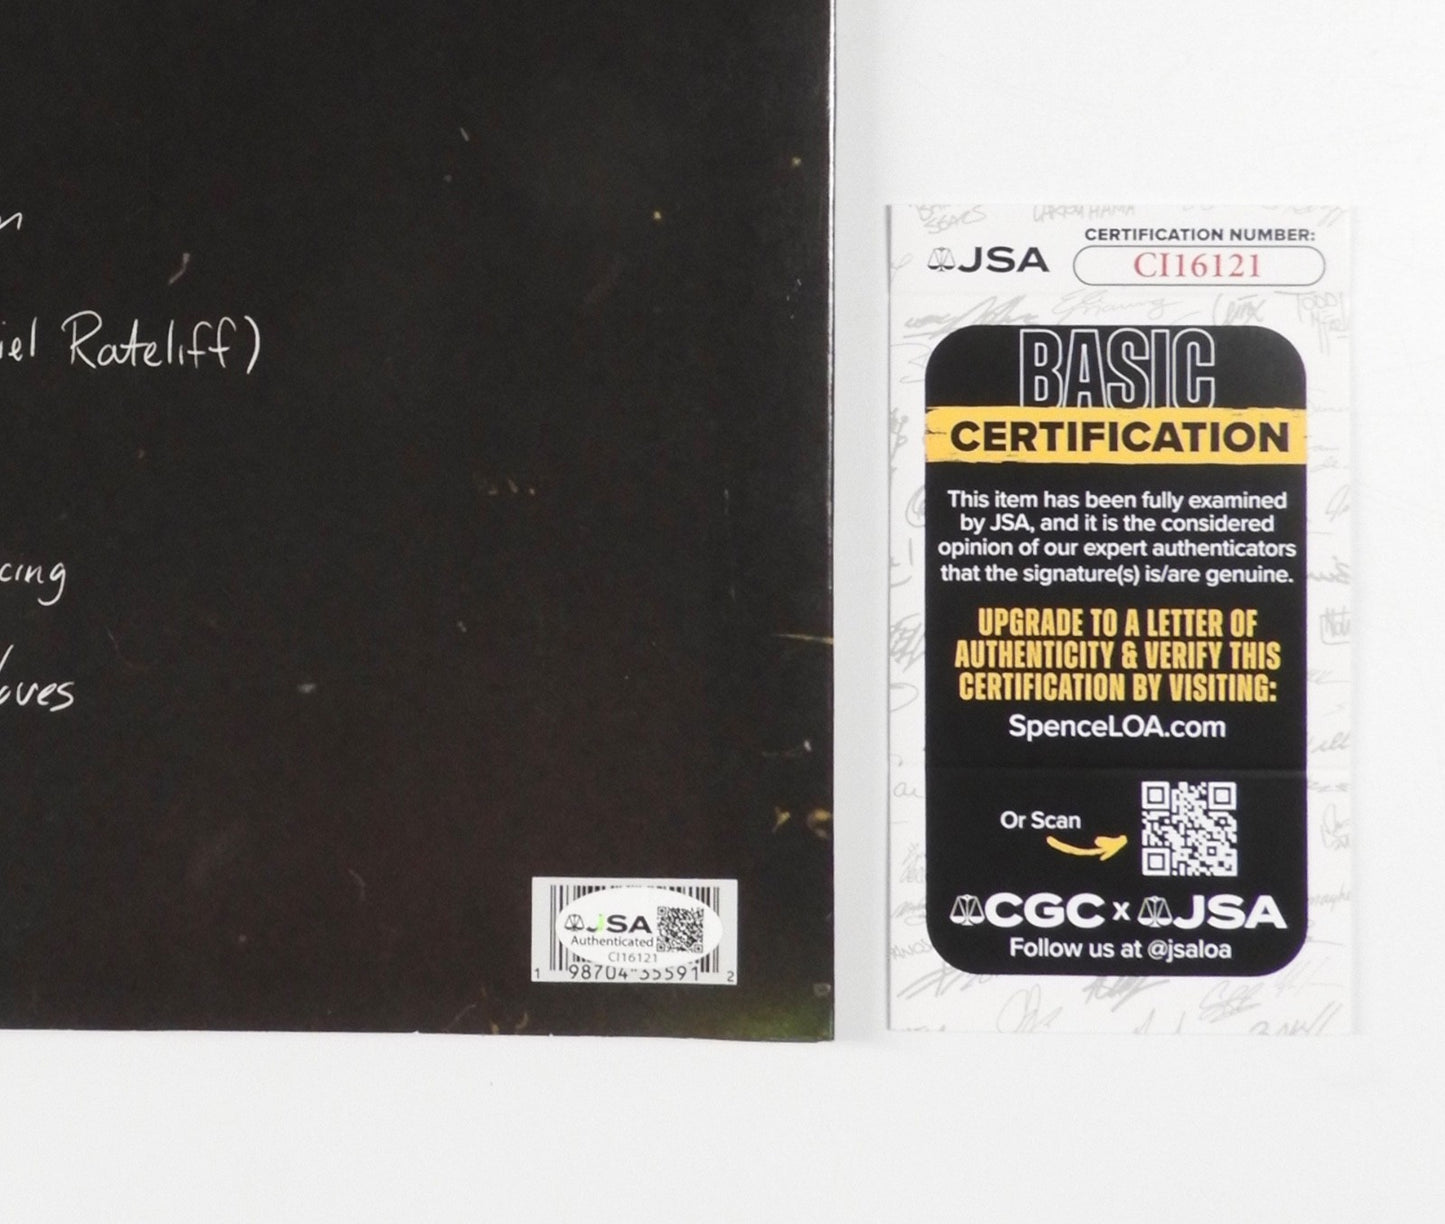 n
iel Rateliff)
cing
oves
JSA
Authenticated
CI16121
1 98704 35591 2
JSA
CERTIFICATION NUMBER:
CI16121
BASIC
CERTIFICATION
This item has been fully examined
by JSA, and it is the considered
opinion of our expert authenticators
that the signature(s) is/are genuine.
UPGRADE TO A LETTER OF
AUTHENTICITY & VERIFY THIS
CERTIFICATION BY VISITING:
SpenceLOA.com
Or Scan
CGC x JSA
Follow us at @jsaloa